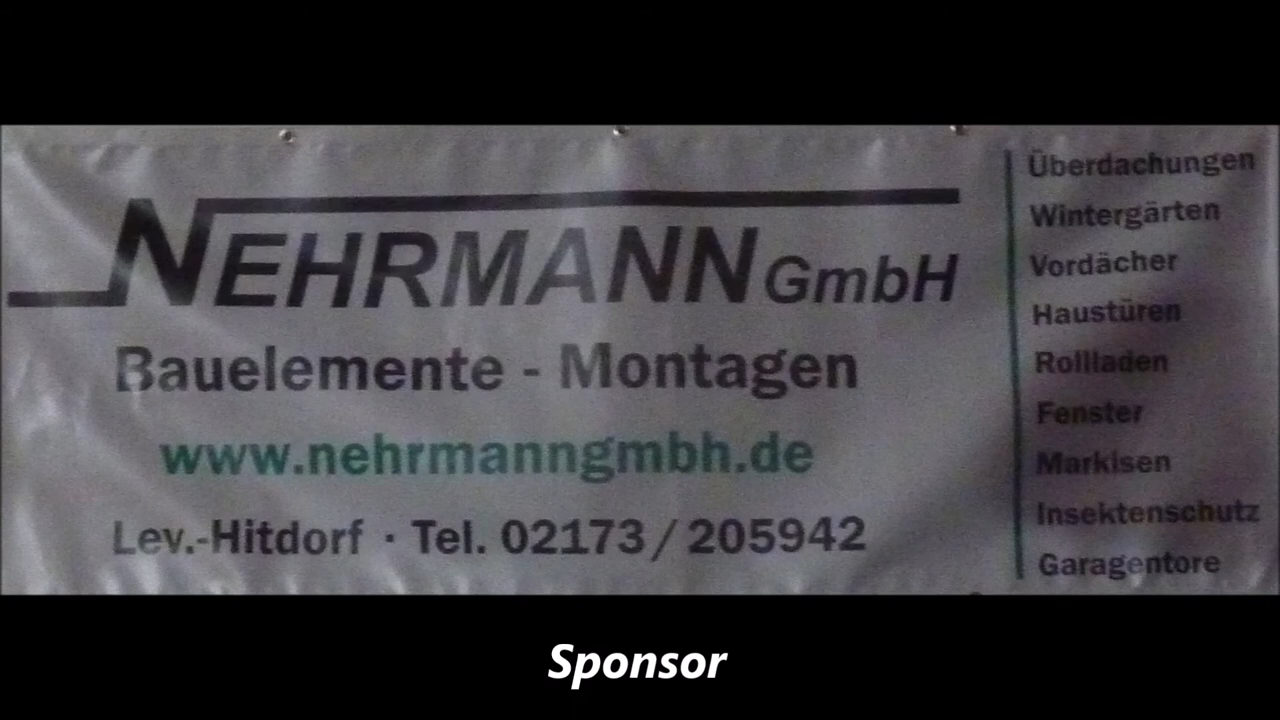 NEHRMANN GmbH
Bauelemente - Montagen
www.nehrmanngmbh.de
Lev.-Hitdorf · Tel. 02173 / 205942
Überdachungen
Wintergärten
Vordächer
Haustüren
Rollladen
Fenster
Markisen
Insektenschutz
Garagentore
Sponsor